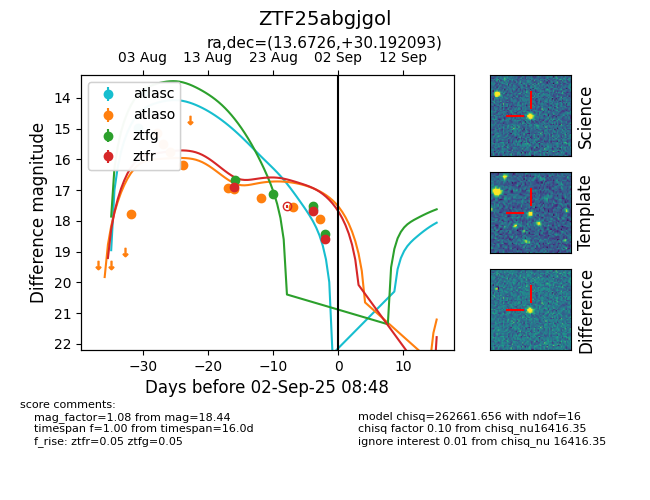 ZTF25abgjgol
ra,dec=(13.6726,+30.192093)
03 Aug 13 Aug 23 Aug 02 Sep 12 Sep
atlasc
atlaso
ztfg
ztfr
14
15
16
17
18
19
20
21
22
Difference magnitude
−30 −20 −10 0 10
Days before 02-Sep-25 08:48
Science
Template
Difference
score comments:
mag_factor=1.08 from mag=18.44
timespan f=1.00 from timespan=16.0d
f_rise: ztfr=0.05 ztfg=0.05
model chisq=262661.656 with ndof=16
chisq factor 0.10 from chisq_nu16416.35
ignore interest 0.01 from chisq_nu 16416.35